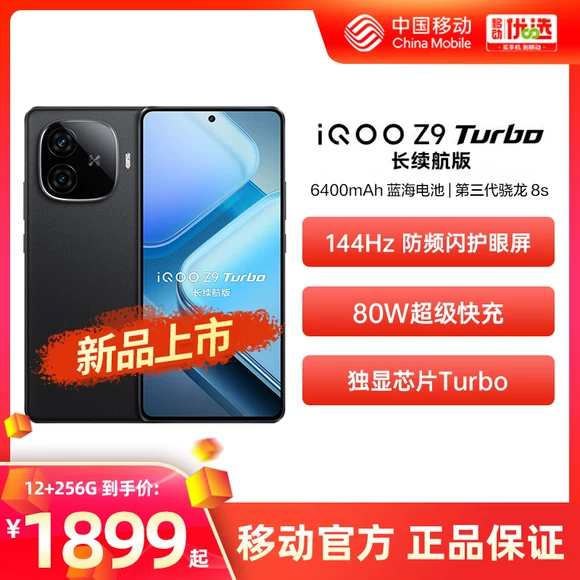 中国移动
China Mobile
移动优选
买手机 到移动
iQOO Z9 Turbo
长续航版
6400mAh 蓝海电池 | 第三代骁龙 8s
144Hz 防频闪护眼屏
80W超级快充
独显芯片Turbo
iQOO Z9 Turbo
长续航版
新品上市
12+256G 到手价:
¥1899起
移动官方 正品保证